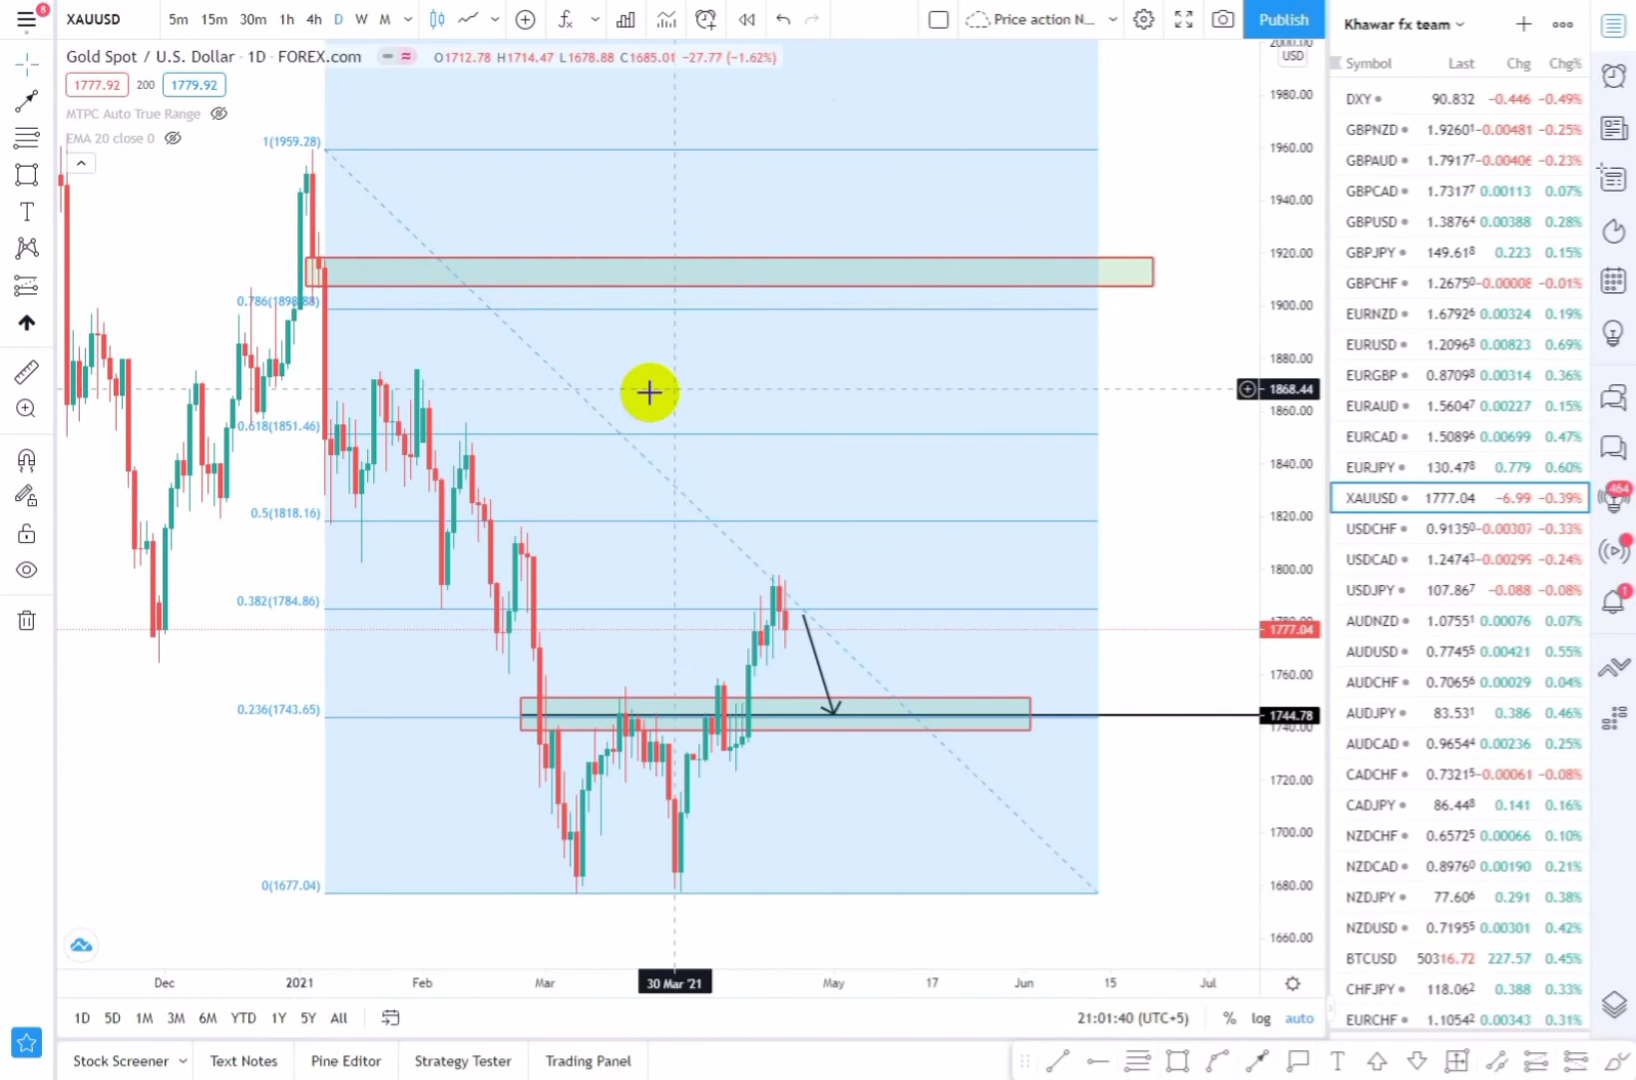 8
XAUUSD
5m 15m 30m 1h 4h D W M
Price action N...
Publish
Gold Spot / U.S. Dollar · 1D · FOREX.com
O1712.78 H1714.47 L1678.88 C1685.01 −27.77 (−1.62%)
1777.92 200 1779.92
MTPC Auto True Range
EMA 20 close 0
1(1959.28)
0.786(1898.88)
0.618(1851.46)
0.5(1818.16)
0.382(1784.86)
0.236(1743.65)
0(1677.04)
2000.00
USD
1980.00
1960.00
1940.00
1920.00
1900.00
1880.00
1868.44
1860.00
1840.00
1820.00
1800.00
1777.04
1760.00
1744.78
1740.00
1720.00
1700.00
1680.00
1660.00
Dec 2021 Feb Mar 30 Mar '21 May 17 Jun 15 Jul
1D 5D 1M 3M 6M YTD 1Y 5Y All
21:01:40 (UTC+5) % log auto
Stock Screener Text Notes Pine Editor Strategy Tester Trading Panel
Khawar fx team
Symbol Last Chg Chg%
DXY 90.832 −0.446 −0.49%
GBPNZD 1.92601 −0.00481 −0.25%
GBPAUD 1.79177 −0.00406 −0.23%
GBPCAD 1.73177 0.00113 0.07%
GBPUSD 1.38764 0.00388 0.28%
GBPJPY 149.618 0.223 0.15%
GBPCHF 1.26750 −0.00008 −0.01%
EURNZD 1.67926 0.00324 0.19%
EURUSD 1.20968 0.00823 0.69%
EURGBP 0.87098 0.00314 0.36%
EURAUD 1.56047 0.00227 0.15%
EURCAD 1.50896 0.00699 0.47%
EURJPY 130.478 0.779 0.60%
XAUUSD 1777.04 −6.99 −0.39%
USDCHF 0.91350 −0.00307 −0.33%
USDCAD 1.24743 −0.00295 −0.24%
USDJPY 107.867 −0.088 −0.08%
AUDNZD 1.07551 0.00076 0.07%
AUDUSD 0.77455 0.00421 0.55%
AUDCHF 0.70656 0.00029 0.04%
AUDJPY 83.531 0.386 0.46%
AUDCAD 0.96544 0.00236 0.25%
CADCHF 0.73215 −0.00061 −0.08%
CADJPY 86.448 0.141 0.16%
NZDCHF 0.65725 0.00066 0.10%
NZDCAD 0.89760 0.00190 0.21%
NZDJPY 77.606 0.291 0.38%
NZDUSD 0.71955 0.00301 0.42%
BTCUSD 50316.72 227.57 0.45%
CHFJPY 118.062 0.388 0.33%
EURCHF 1.10542 0.00343 0.31%
464
1